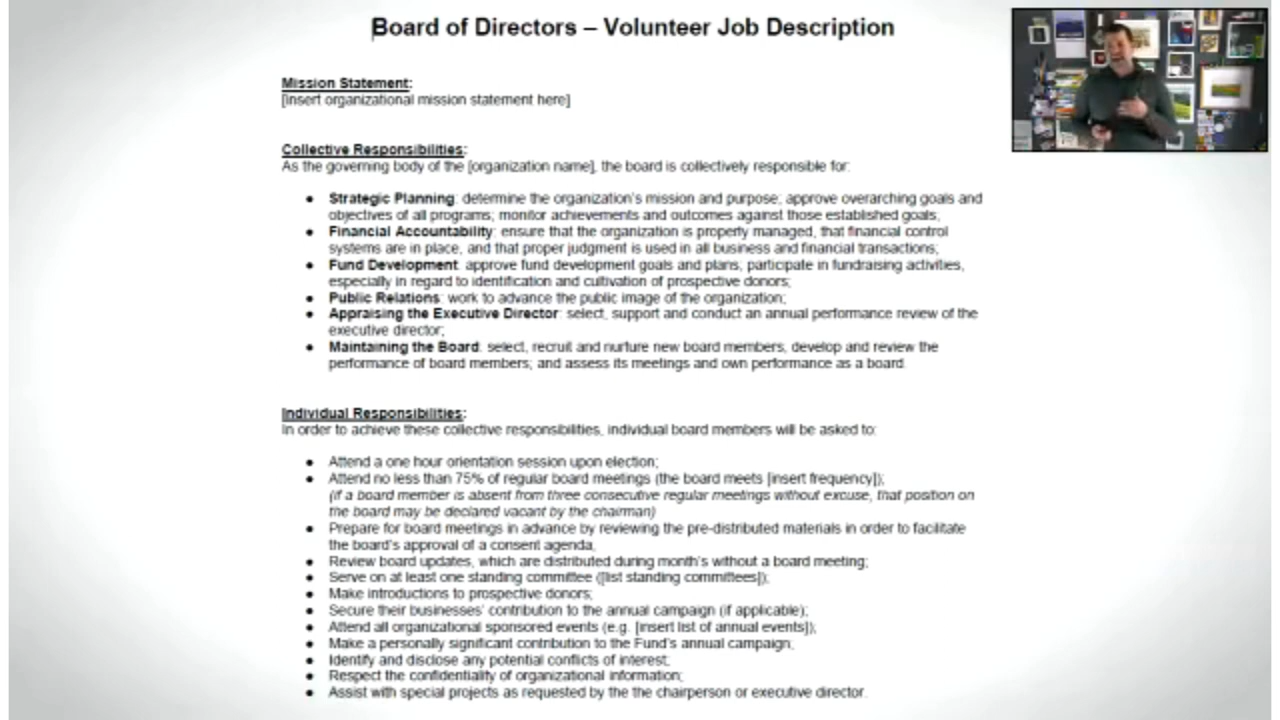 Board of Directors – Volunteer Job Description
Mission Statement:
[Insert organizational mission statement here]
Collective Responsibilities:
As the governing body of the [organization name], the board is collectively responsible for:
● Strategic Planning: determine the organization's mission and purpose; approve overarching goals and
objectives of all programs; monitor achievements and outcomes against those established goals;
● Financial Accountability: ensure that the organization is properly managed, that financial control
systems are in place, and that proper judgment is used in all business and financial transactions;
● Fund Development: approve fund development goals and plans, participate in fundraising activities,
especially in regard to identification and cultivation of prospective donors;
● Public Relations: work to advance the public image of the organization;
● Appraising the Executive Director: select, support and conduct an annual performance review of the
executive director;
● Maintaining the Board: select, recruit and nurture new board members; develop and review the
performance of board members; and assess its meetings and own performance as a board.
Individual Responsibilities:
In order to achieve these collective responsibilities, individual board members will be asked to:
● Attend a one hour orientation session upon election;
● Attend no less than 75% of regular board meetings (the board meets [insert frequency]);
(if a board member is absent from three consecutive regular meetings without excuse, that position on
the board may be declared vacant by the chairman)
● Prepare for board meetings in advance by reviewing the pre-distributed materials in order to facilitate
the board's approval of a consent agenda;
● Review board updates, which are distributed during month's without a board meeting;
● Serve on at least one standing committee ([list standing committees]);
● Make introductions to prospective donors;
● Secure their businesses' contribution to the annual campaign (if applicable);
● Attend all organizational sponsored events (e.g. [insert list of annual events]);
● Make a personally significant contribution to the Fund's annual campaign;
● Identify and disclose any potential conflicts of interest;
● Respect the confidentiality of organizational information;
● Assist with special projects as requested by the the chairperson or executive director.